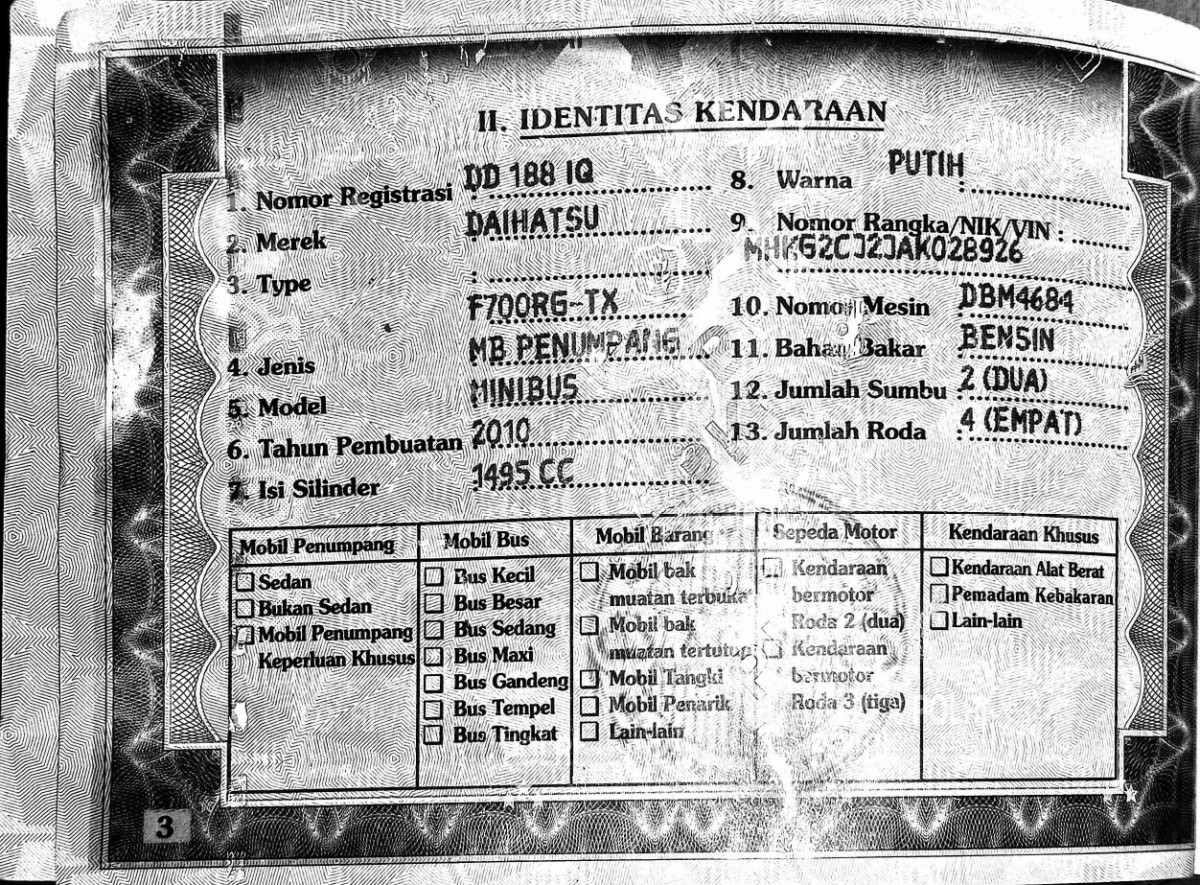 II. IDENTITAS KENDARAAN
1. Nomor Registrasi : DD 188 IQ
2. Merek : DAIHATSU
3. Type :
F700RG-TX
4. Jenis : MB PENUMPANG
5. Model : MINIBUS
6. Tahun Pembuatan : 2010
7. Isi Silinder : 1495 CC
8. Warna : PUTIH
9. Nomor Rangka/NIK/VIN :
MHKG2CJ2JAK028926
10. Nomor Mesin : DBM4684
11. Bahan Bakar : BENSIN
12. Jumlah Sumbu : 2 (DUA)
13. Jumlah Roda : 4 (EMPAT)
Mobil Penumpang
Sedan
Bukan Sedan
Mobil Penumpang
Keperluan Khusus
Mobil Bus
Bus Kecil
Bus Besar
Bus Sedang
Bus Maxi
Bus Gandeng
Bus Tempel
Bus Tingkat
Mobil Barang
Mobil bak
muatan terbuka
Mobil bak
muatan tertutup
Mobil Tangki
Mobil Penarik
Lain-lain
Sepeda Motor
Kendaraan
bermotor
Roda 2 (dua)
Kendaraan
bermotor
Roda 3 (tiga)
Kendaraan Khusus
Kendaraan Alat Berat
Pemadam Kebakaran
Lain-lain
3